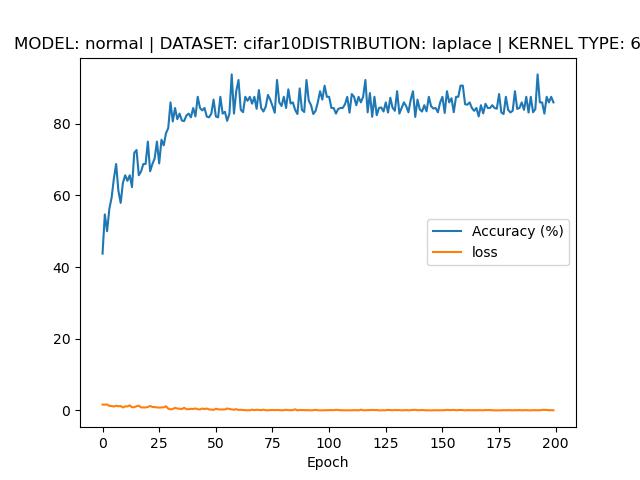 MODEL: normal | DATASET: cifar10DISTRIBUTION: laplace | KERNEL TYPE: 6
80
60
40
20
0
Accuracy (%)
loss
0 25 50 75 100 125 150 175 200
Epoch